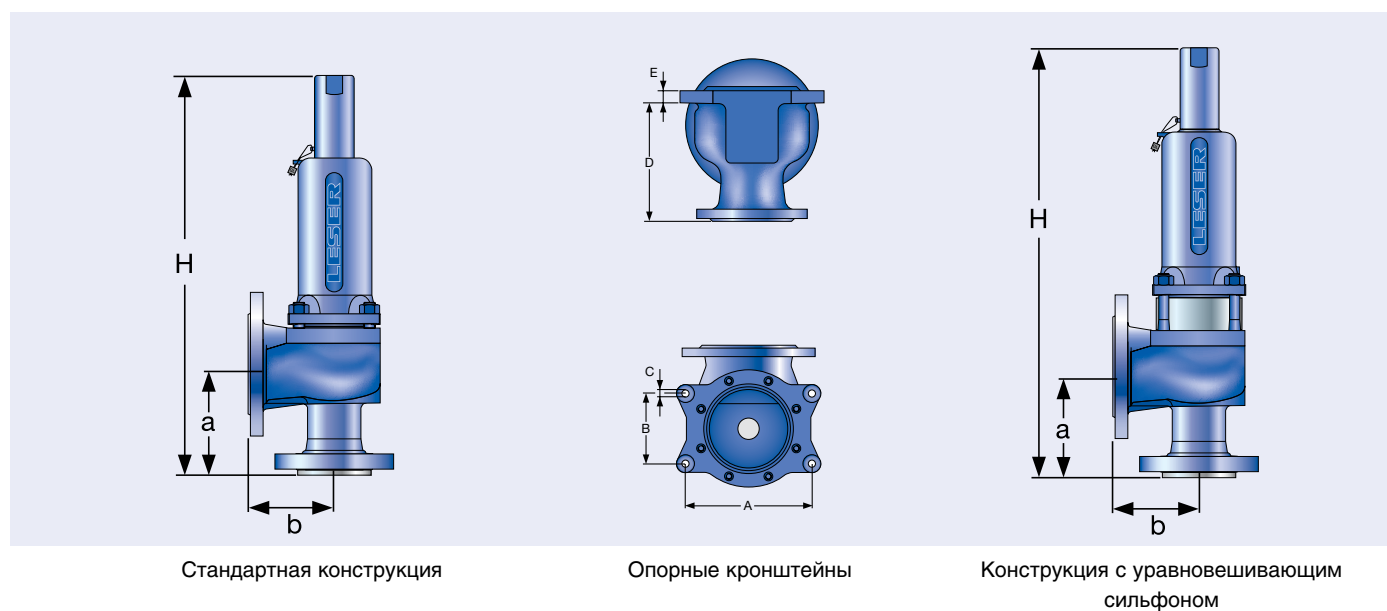 H
a
b
LESER
E
D
C
B
A
H
a
b
LESER
Стандартная конструкция
Опорные кронштейны
Конструкция с уравновешивающим
сильфоном